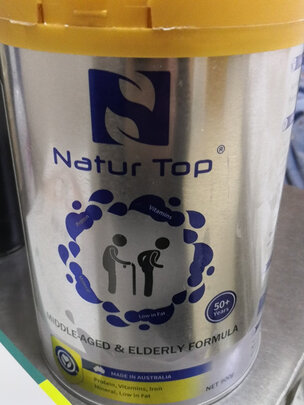 Natur Top ®
Vitamins
Low in Fat
50+
Years
MIDDLE-AGED & ELDERLY FORMULA
MADE IN AUSTRALIA
Protein, Vitamins, Iron
Mineral, Low in Fat
NET 900g